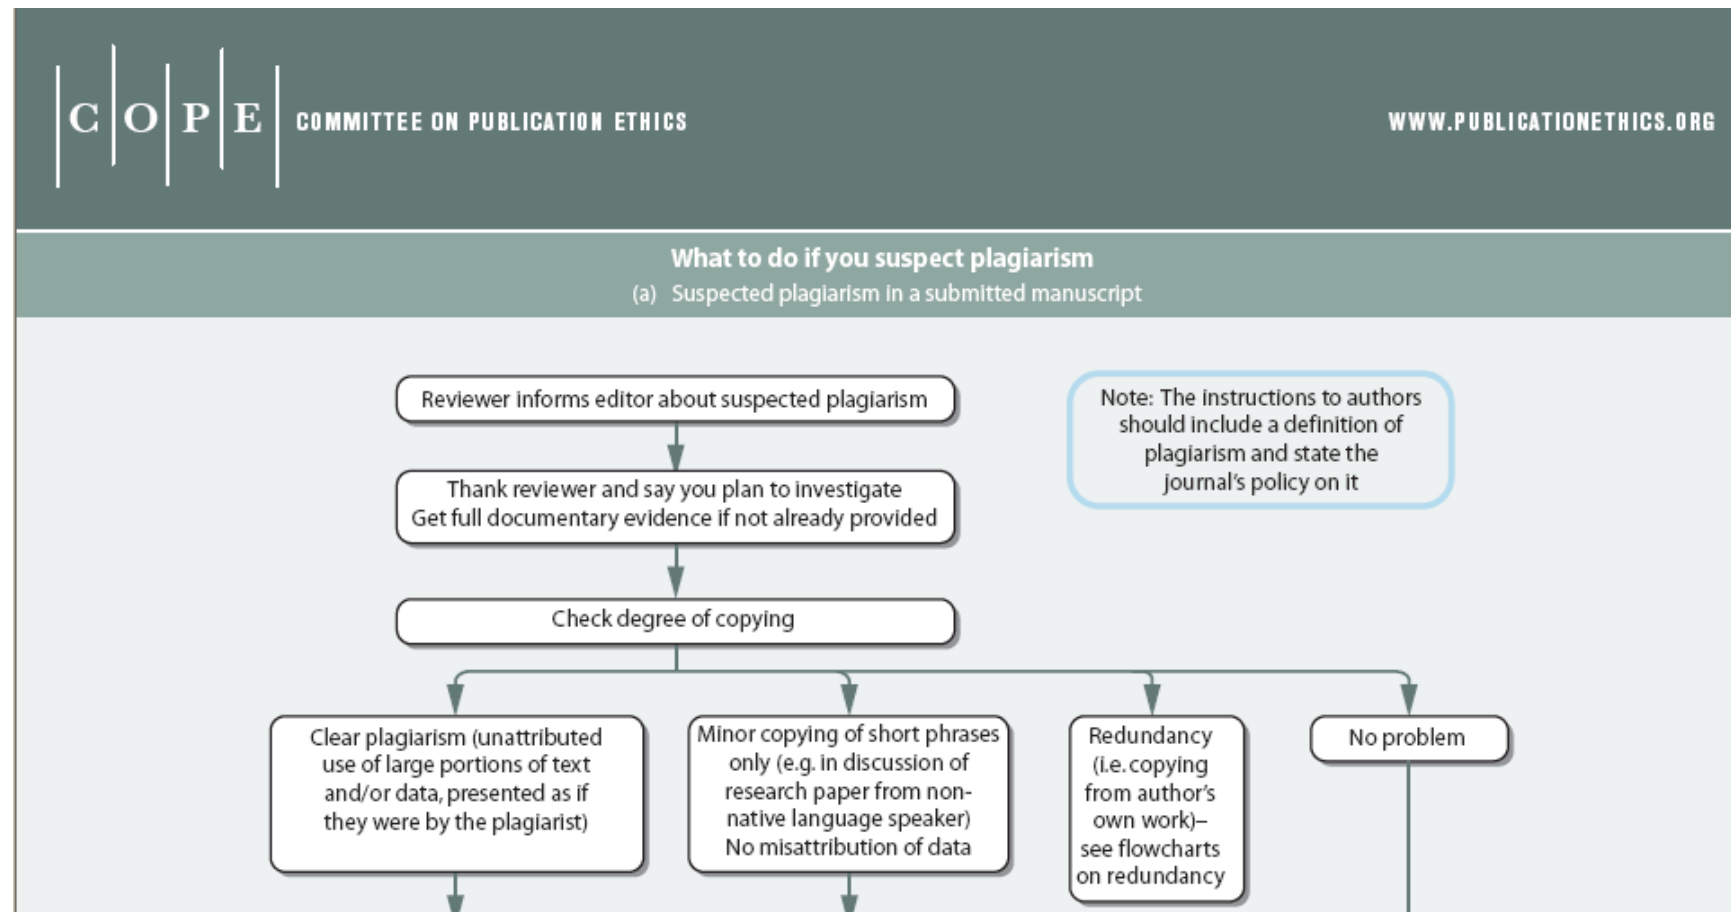 COPE COMMITTEE ON PUBLICATION ETHICS
WWW.PUBLICATIONETHICS.ORG
What to do if you suspect plagiarism
(a) Suspected plagiarism in a submitted manuscript
Reviewer informs editor about suspected plagiarism
Note: The instructions to authors
should include a definition of
plagiarism and state the
journal's policy on it
Thank reviewer and say you plan to investigate
Get full documentary evidence if not already provided
Check degree of copying
Clear plagiarism (unattributed
use of large portions of text
and/or data, presented as if
they were by the plagiarist)
Minor copying of short phrases
only (e.g. in discussion of
research paper from non-
native language speaker)
No misattribution of data
Redundancy
(i.e. copying
from author's
own work)–
see flowcharts
on redundancy
No problem